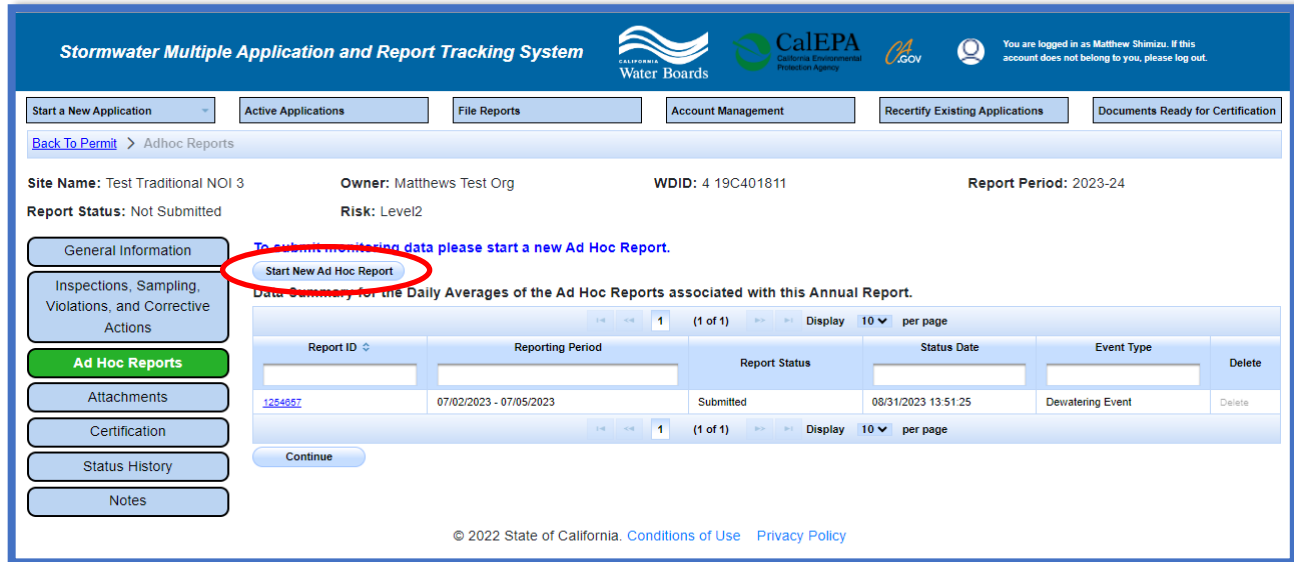 Stormwater Multiple Application and Report Tracking System
CALIFORNIA
Water Boards
CalEPA
California Environmental
Protection Agency
CA.GOV
You are logged in as Matthew Shimizu. If this
account does not belong to you, please log out.
Start a New Application
Active Applications
File Reports
Account Management
Recertify Existing Applications
Documents Ready for Certification
Back To Permit > Adhoc Reports
Site Name: Test Traditional NOI 3 Owner: Matthews Test Org WDID: 4 19C401811 Report Period: 2023-24
Report Status: Not Submitted Risk: Level2
General Information
Inspections, Sampling,
Violations, and Corrective
Actions
Ad Hoc Reports
Attachments
Certification
Status History
Notes
To submit monitoring data please start a new Ad Hoc Report.
Start New Ad Hoc Report
Data Summary for the Daily Averages of the Ad Hoc Reports associated with this Annual Report.
1 (1 of 1) Display 10 per page
Report ID Reporting Period Report Status Status Date Event Type Delete
1254657 07/02/2023 - 07/05/2023 Submitted 08/31/2023 13:51:25 Dewatering Event Delete
1 (1 of 1) Display 10 per page
Continue
© 2022 State of California. Conditions of Use Privacy Policy